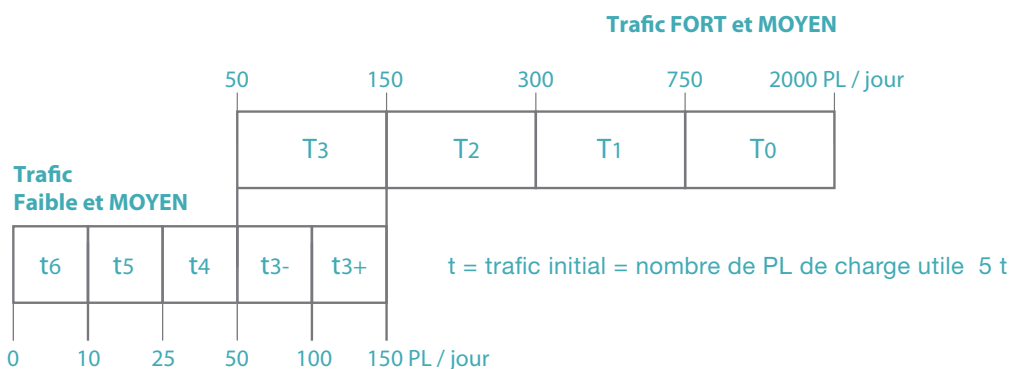 Trafic FORT et MOYEN
50 150 300 750 2000 PL / jour
T3 T2 T1 T0
Trafic
Faible et MOYEN
t6 t5 t4 t3- t3+ t = trafic initial = nombre de PL de charge utile 5 t
0 10 25 50 100 150 PL / jour